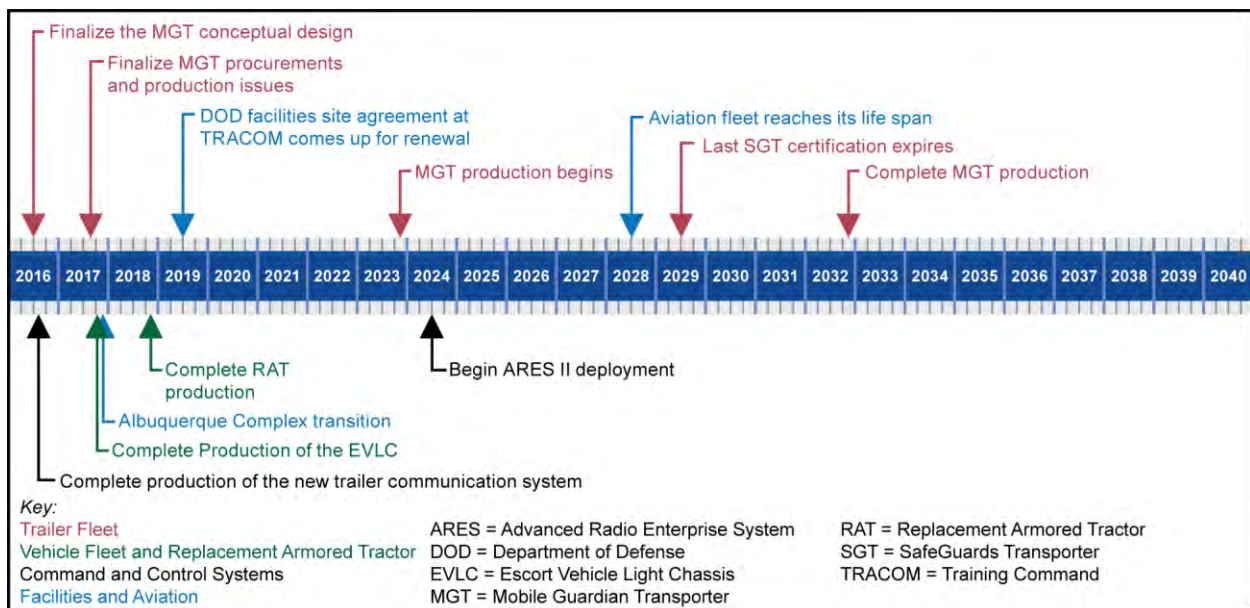 Finalize the MGT conceptual design
Finalize MGT procurements
and production issues
DOD facilities site agreement at
TRACOM comes up for renewal
Aviation fleet reaches its life span
Last SGT certification expires
MGT production begins
Complete MGT production
2016 2017 2018 2019 2020 2021 2022 2023 2024 2025 2026 2027 2028 2029 2030 2031 2032 2033 2034 2035 2036 2037 2038 2039 2040
Complete RAT
production
Begin ARES II deployment
Albuquerque Complex transition
Complete Production of the EVLC
Complete production of the new trailer communication system
Key:
Trailer Fleet
Vehicle Fleet and Replacement Armored Tractor
Command and Control Systems
Facilities and Aviation
ARES = Advanced Radio Enterprise System
DOD = Department of Defense
EVLC = Escort Vehicle Light Chassis
MGT = Mobile Guardian Transporter
RAT = Replacement Armored Tractor
SGT = SafeGuards Transporter
TRACOM = Training Command